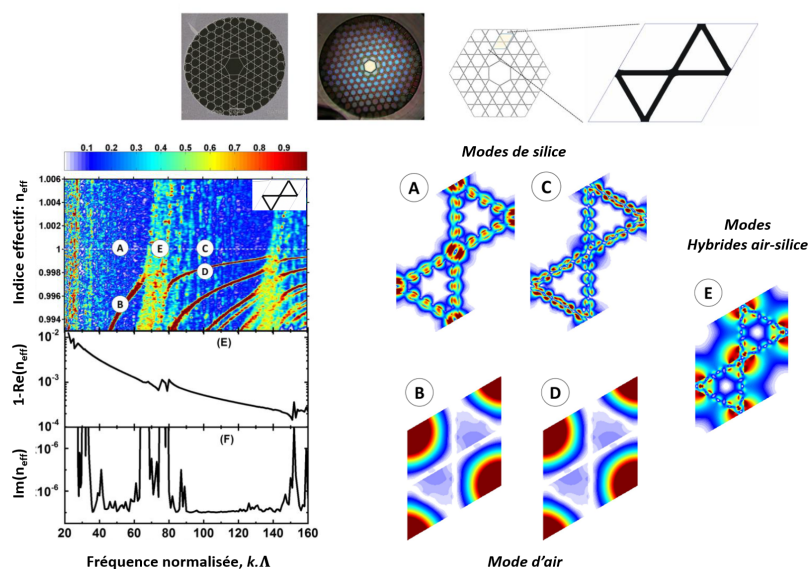 0.1 0.2 0.3 0.4 0.5 0.6 0.7 0.8 0.9
Modes de silice
Indice effectif: n_eff
1.006
1.004
1.002
1
0.998
0.996
0.994
A
E
C
D
B
A
C
Modes
Hybrides air-silice
E
1-Re(n_eff)
10^-2
10^-3
10^-4
(E)
Im(n_eff)
10^-6
10^-6
(F)
B
D
20 40 60 80 100 120 140 160
Fréquence normalisée, k.Λ
Mode d'air